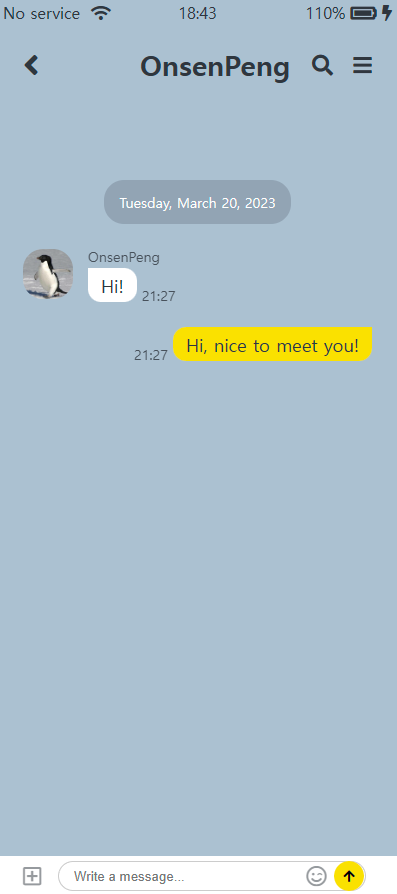 No service 18:43 110%
OnsenPeng
Tuesday, March 20, 2023
OnsenPeng
Hi! 21:27
21:27 Hi, nice to meet you!
Write a message...